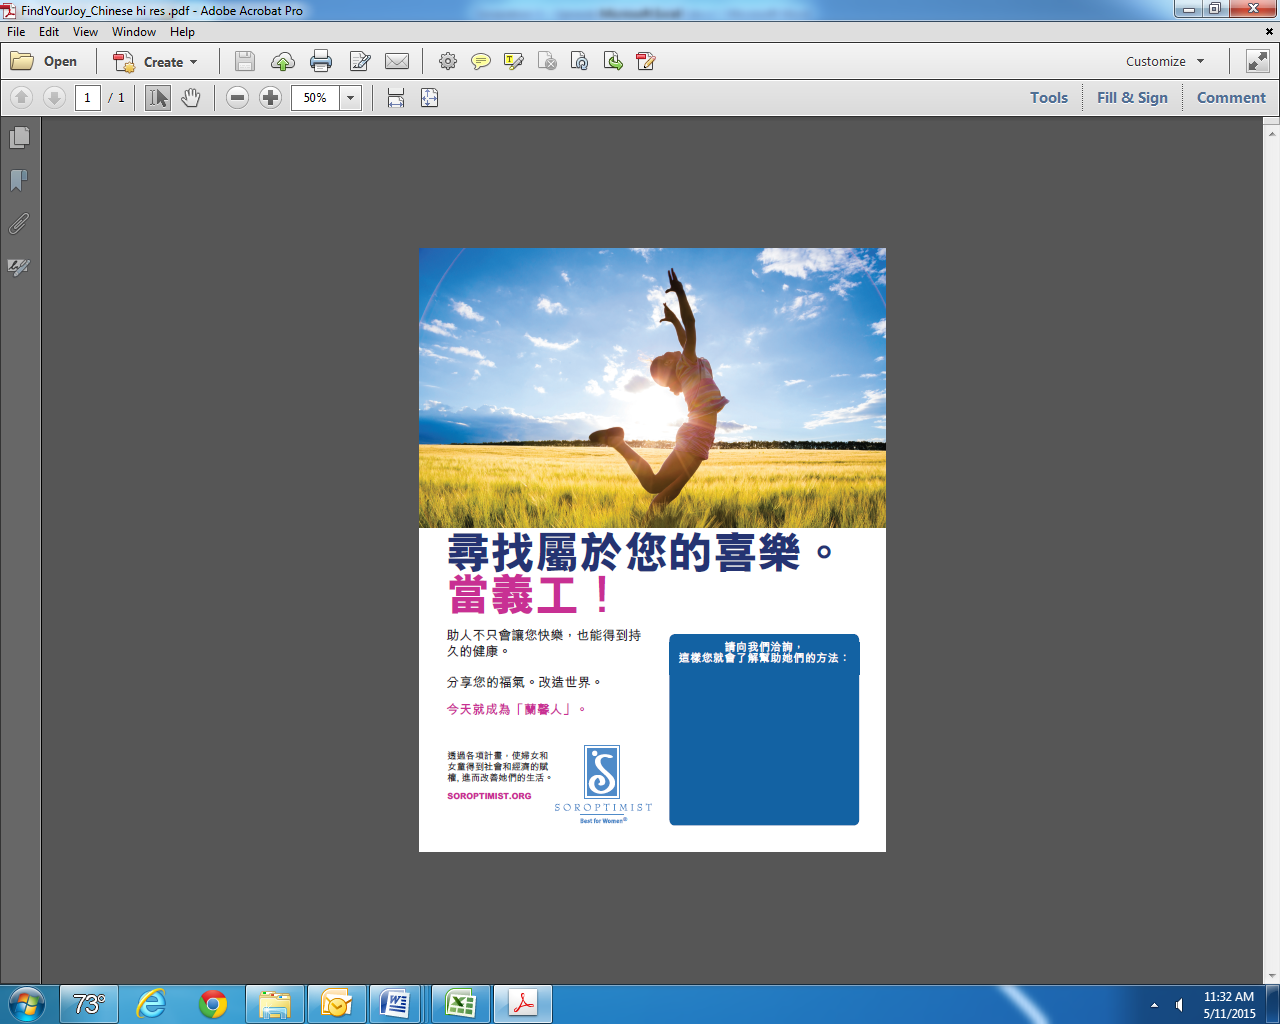 FindYourJoy_Chinese hi res .pdf - Adobe Acrobat Pro
File Edit View Window Help
Open Create Customize
1 / 1 50% Tools Fill & Sign Comment
尋找屬於您的喜樂。
當義工！
助人不只會讓您快樂，也能得到持
久的健康。
分享您的福氣。改造世界。
今天就成為「蘭馨人」。
請向我們洽詢，
這樣您就會了解幫助她們的方法：
透過各項計畫，使婦女和
女童得到社會和經濟的賦
權，進而改善她們的生活。
SOROPTIMIST.ORG
SOROPTIMIST
Best for Women®
73°
11:32 AM
5/11/2015